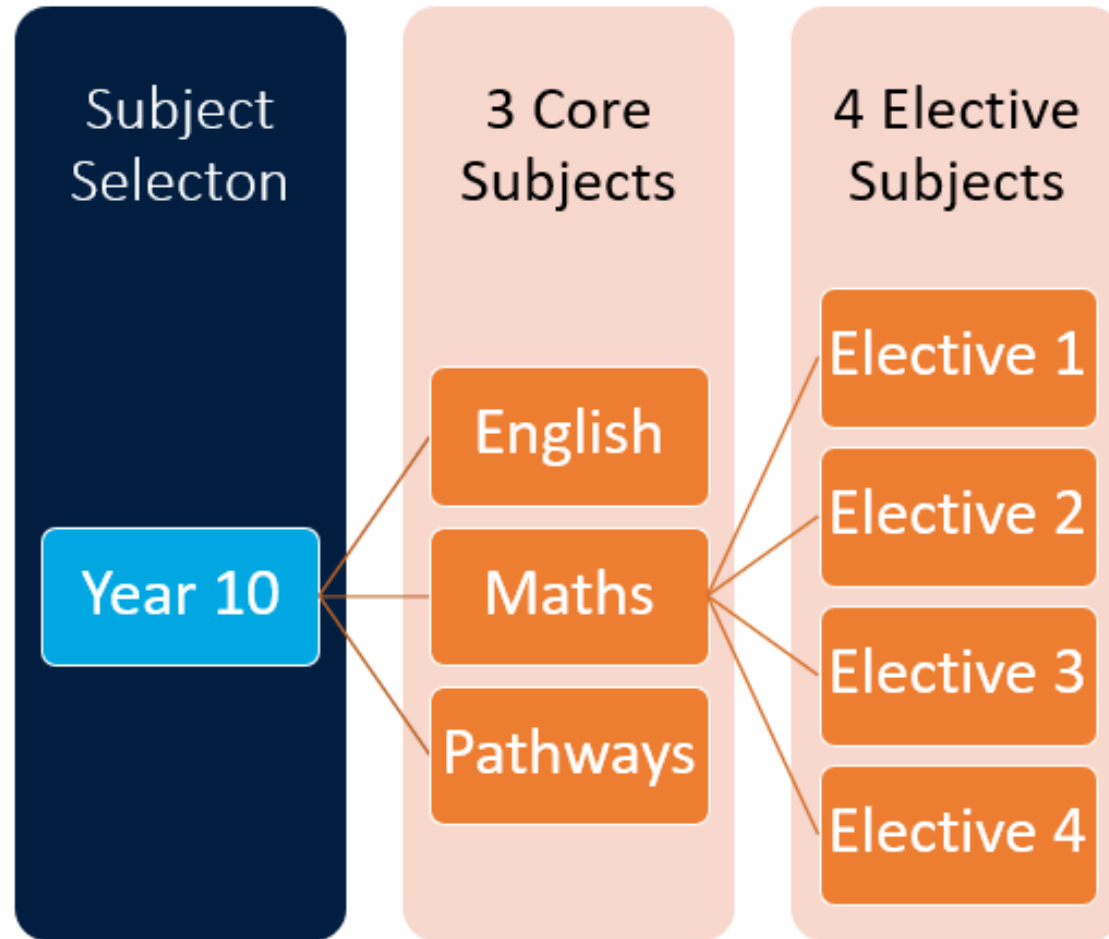 Subject
Selecton
Year 10
3 Core
Subjects
English
Maths
Pathways
4 Elective
Subjects
Elective 1
Elective 2
Elective 3
Elective 4